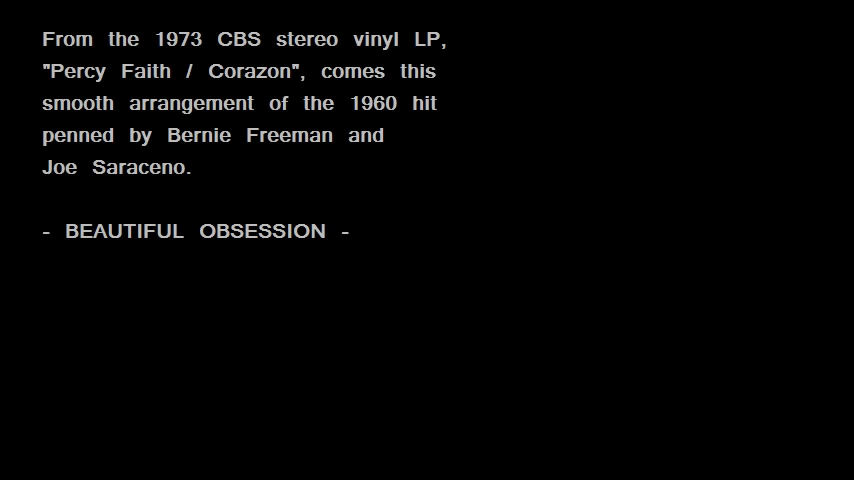 From the 1973 CBS stereo vinyl LP,
"Percy Faith / Corazon", comes this
smooth arrangement of the 1960 hit
penned by Bernie Freeman and
Joe Saraceno.
- BEAUTIFUL OBSESSION -